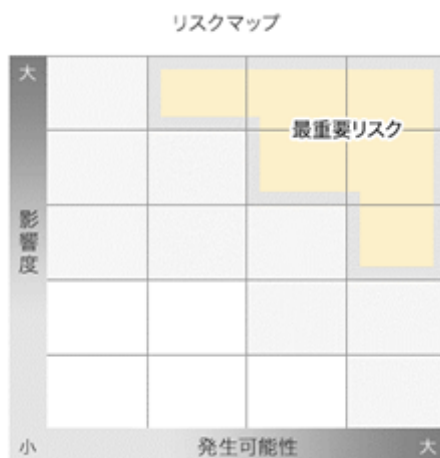 リスクマップ
大
最重要リスク
影響度
小
発生可能性
大